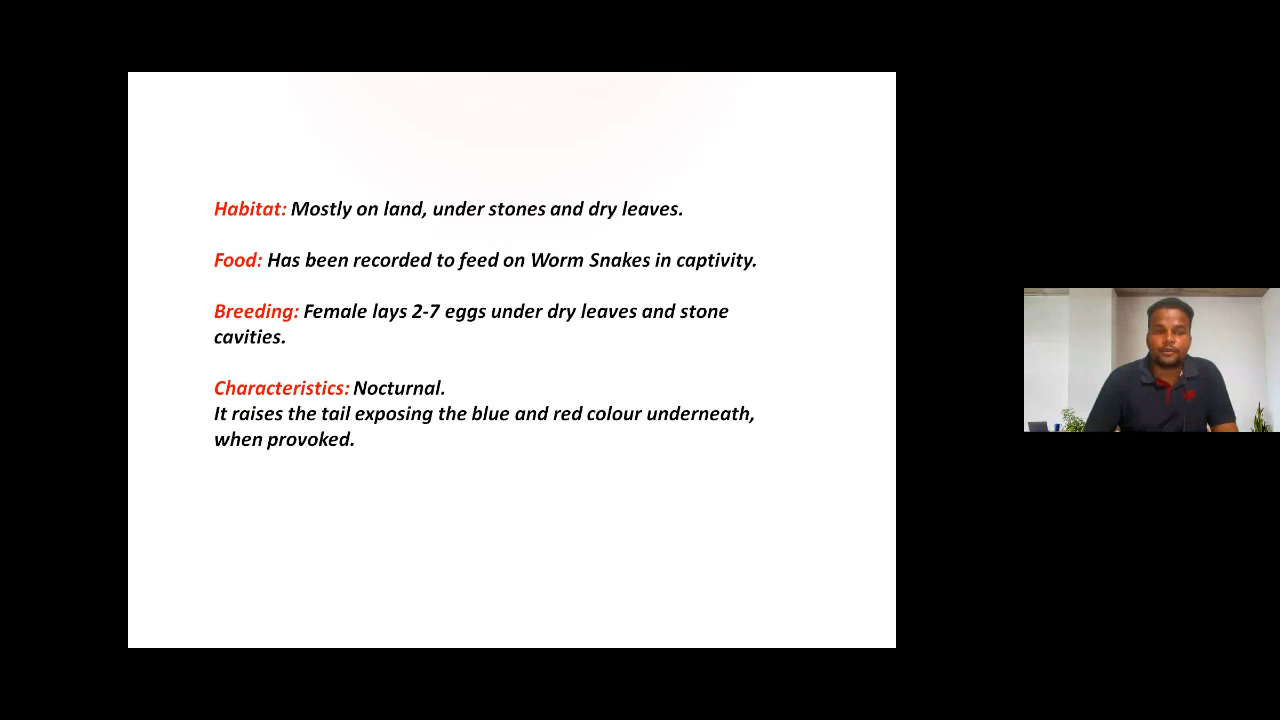 Habitat: Mostly on land, under stones and dry leaves.
Food: Has been recorded to feed on Worm Snakes in captivity.
Breeding: Female lays 2-7 eggs under dry leaves and stone
cavities.
Characteristics: Nocturnal.
It raises the tail exposing the blue and red colour underneath,
when provoked.